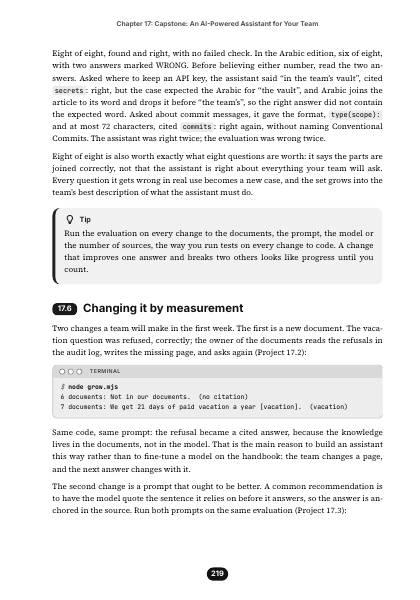 Chapter 17: Capstone: An AI-Powered Assistant for Your Team
Eight of eight, found and right, with no failed check. In the Arabic edition, six of eight,
with two answers marked WRONG. Before believing either number, read the two an-
swers. Asked where to keep an API key, the assistant said “in the team’s vault”, cited
secrets: right, but the case expected the Arabic for “the vault”, and Arabic joins the
article to its word and drops it before “the team’s”, so the right answer did not contain
the expected word. Asked about commit messages, it gave the format, type(scope):
and at most 72 characters, cited commits: right again, without naming Conventional
Commits. The assistant was right twice; the evaluation was wrong twice.
Eight of eight is also worth exactly what eight questions are worth: it says the parts are
joined correctly, not that the assistant is right about everything your team will ask.
Every question it gets wrong in real use becomes a new case, and the set grows into the
team’s best description of what the assistant must do.
Tip
Run the evaluation on every change to the documents, the prompt, the model or
the number of sources, the way you run tests on every change to code. A change
that improves one answer and breaks two others looks like progress until you
count.
17.6 Changing it by measurement
Two changes a team will make in the first week. The first is a new document. The vaca-
tion question was refused, correctly; the owner of the documents reads the refusals in
the audit log, writes the missing page, and asks again (Project 17.2):
TERMINAL
$ node grow.mjs
6 documents: Not in our documents. (no citation)
7 documents: We get 21 days of paid vacation a year [vacation]. (vacation)
Same code, same prompt: the refusal became a cited answer, because the knowledge
lives in the documents, not in the model. That is the main reason to build an assistant
this way rather than to fine-tune a model on the handbook: the team changes a page,
and the next answer changes with it.
The second change is a prompt that ought to be better. A common recommendation is
to have the model quote the sentence it relies on before it answers, so the answer is an-
chored in the source. Run both prompts on the same evaluation (Project 17.3):
219